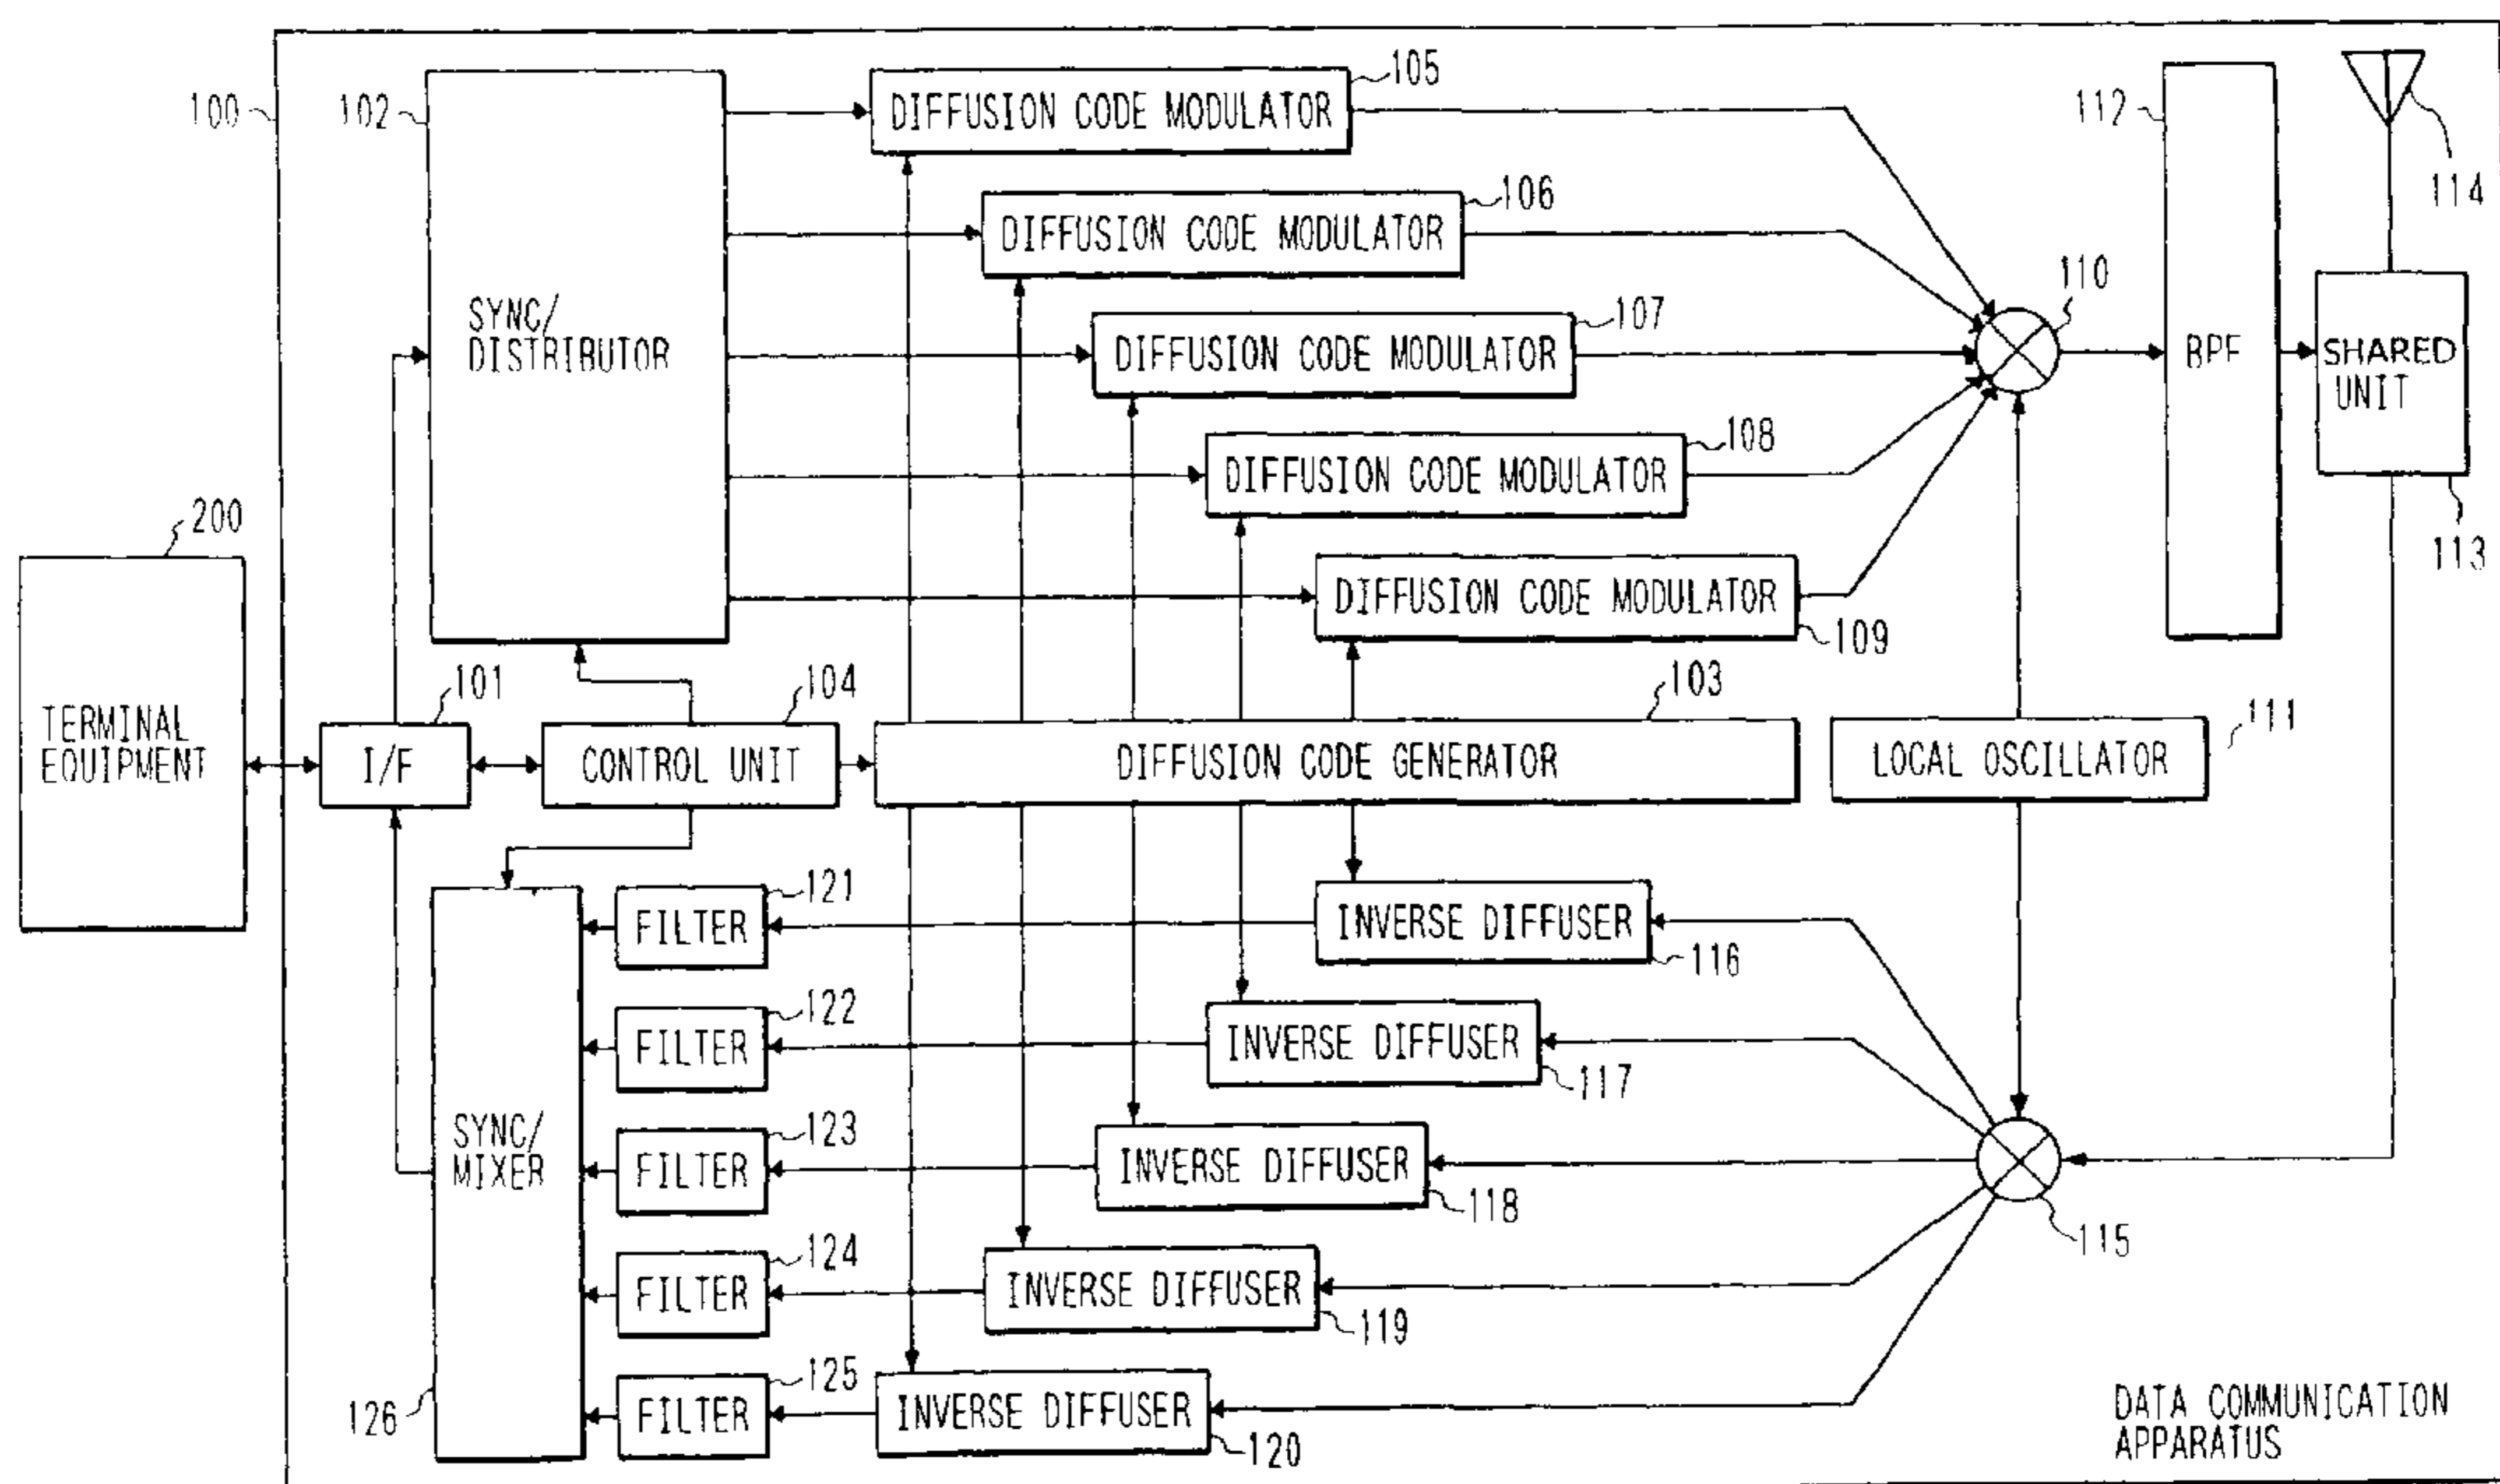 100
102
105
DIFFUSION CODE MODULATOR
112
114
106
DIFFUSION CODE MODULATOR
110
SYNC/
DISTRIBUTOR
107
DIFFUSION CODE MODULATOR
BPF
SHARED
UNIT
108
DIFFUSION CODE MODULATOR
200
113
DIFFUSION CODE MODULATOR
109
101
104
103
111
TERMINAL
EQUIPMENT
I/F
CONTROL UNIT
DIFFUSION CODE GENERATOR
LOCAL OSCILLATOR
121
FILTER
INVERSE DIFFUSER
116
122
FILTER
INVERSE DIFFUSER
117
SYNC/
MIXER
123
FILTER
INVERSE DIFFUSER
118
115
124
FILTER
INVERSE DIFFUSER
119
125
FILTER
INVERSE DIFFUSER
120
126
DATA COMMUNICATION
APPARATUS